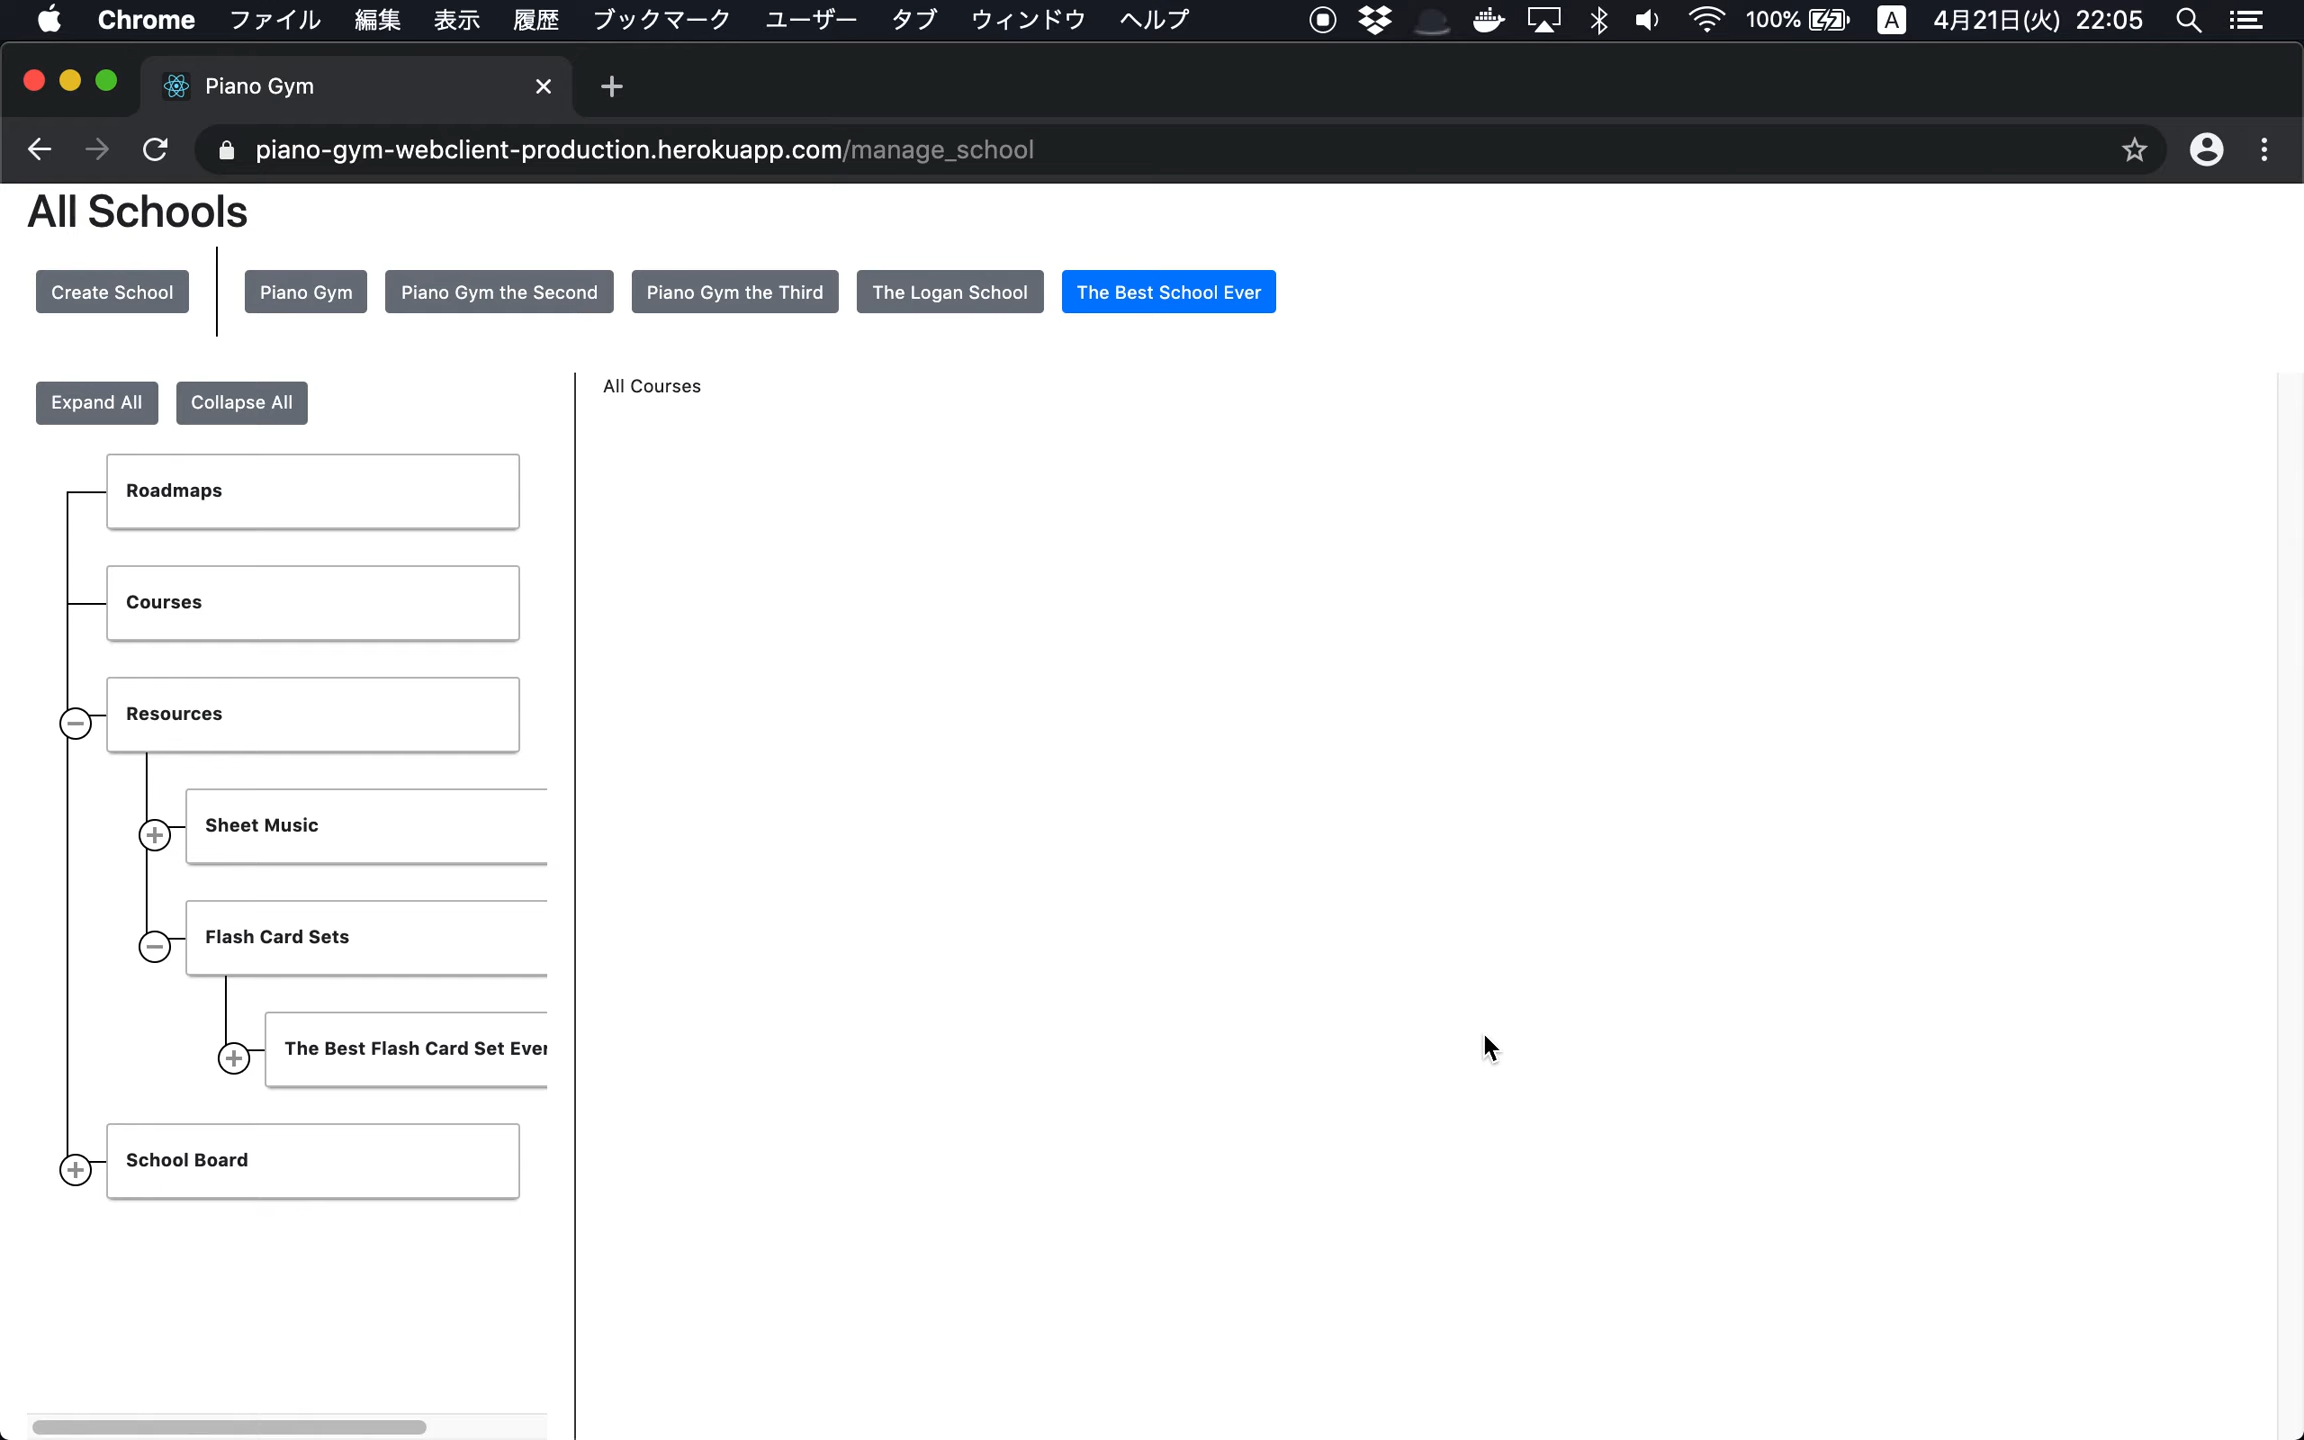 Chrome ファイル 編集 表示 履歴 ブックマーク ユーザー タブ ウィンドウ ヘルプ 100% A 4月21日(火) 22:05
Piano Gym
piano-gym-webclient-production.herokuapp.com/manage_school
All Schools
Create School Piano Gym Piano Gym the Second Piano Gym the Third The Logan School The Best School Ever
Expand All Collapse All
All Courses
Roadmaps
Courses
Resources
Sheet Music
Flash Card Sets
The Best Flash Card Set Ever
School Board